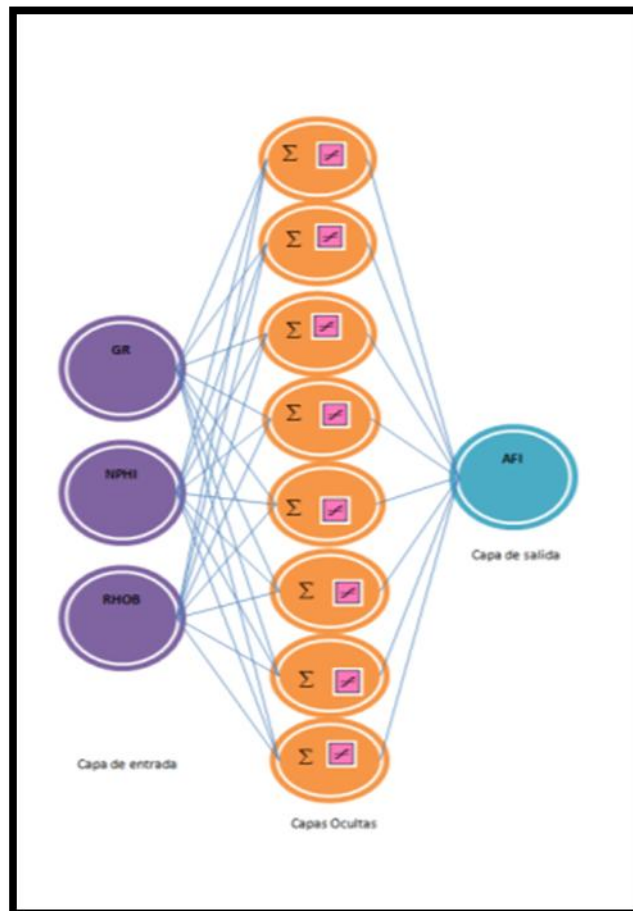 Σ
Σ
Σ
GR
Σ
AFI
NPHI
Σ
Capa de salida
Σ
RHOB
Σ
Σ
Capa de entrada
Capas Ocultas